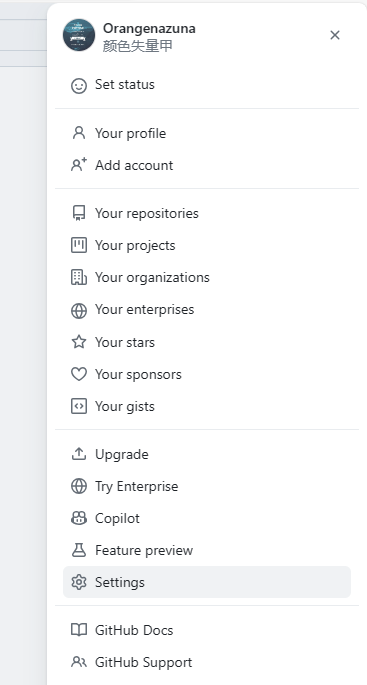 Orangenazuna
颜色失量甲
Set status
Your profile
Add account
Your repositories
Your projects
Your organizations
Your enterprises
Your stars
Your sponsors
Your gists
Upgrade
Try Enterprise
Copilot
Feature preview
Settings
GitHub Docs
GitHub Support